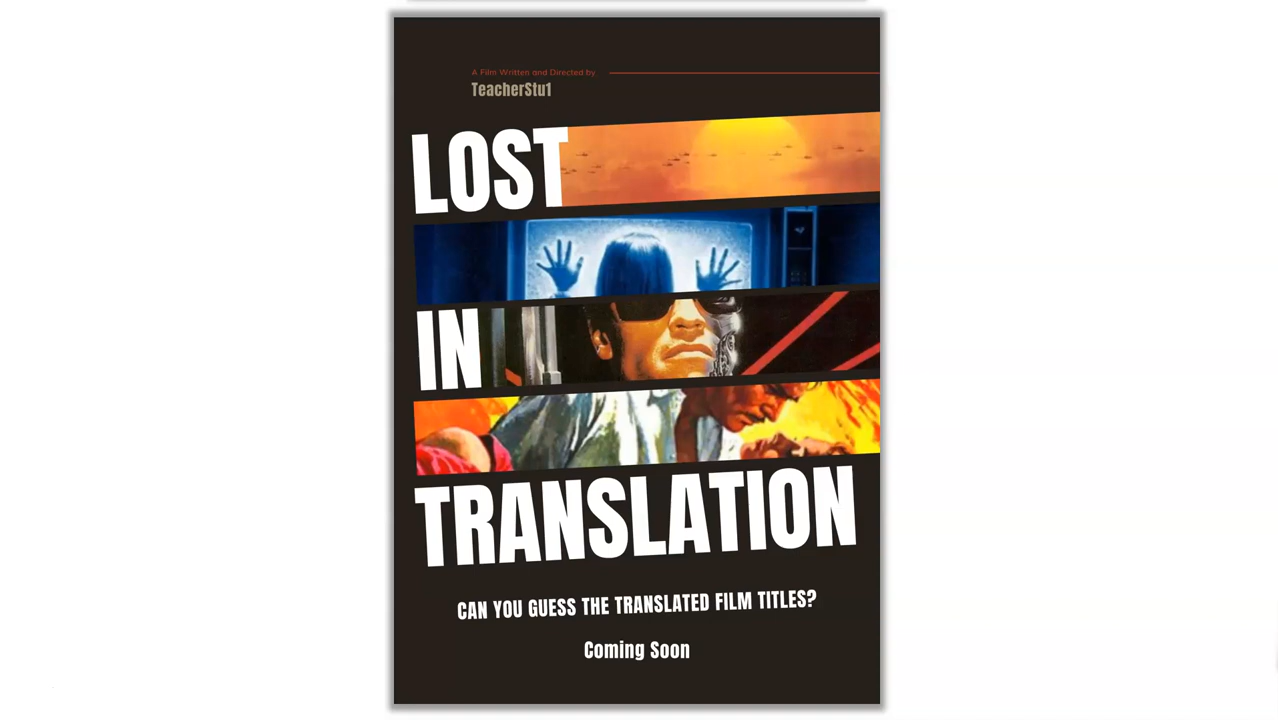 A Film Written and Directed by
TeacherStu1
LOST
IN
TRANSLATION
CAN YOU GUESS THE TRANSLATED FILM TITLES?
Coming Soon